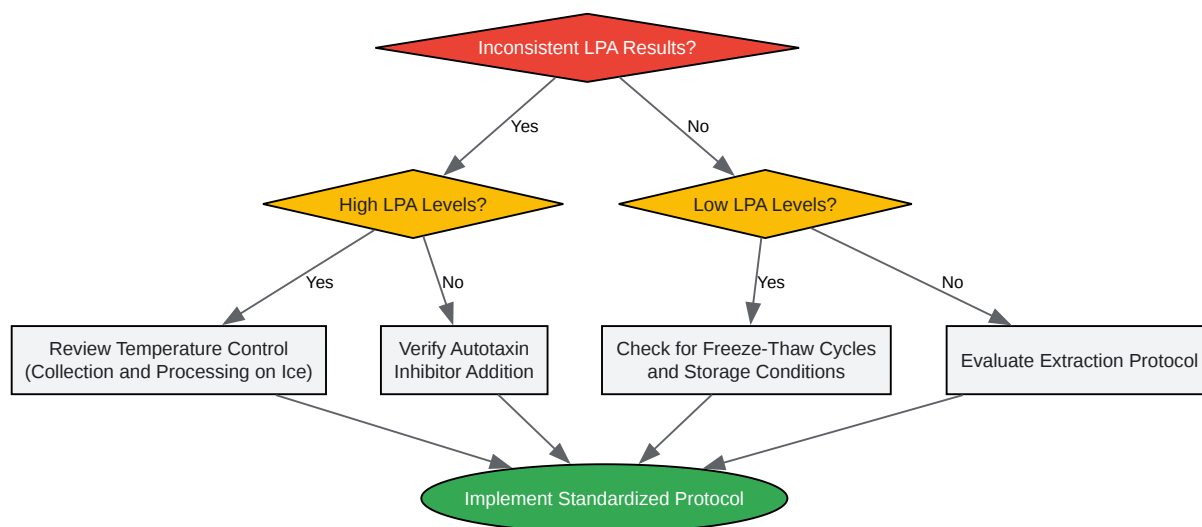 Inconsistent LPA Results?
Yes
No
High LPA Levels?
Low LPA Levels?
Yes
No
Yes
No
Review Temperature Control
(Collection and Processing on Ice)
Verify Autotaxin
Inhibitor Addition
Check for Freeze-Thaw Cycles
and Storage Conditions
Evaluate Extraction Protocol
Implement Standardized Protocol